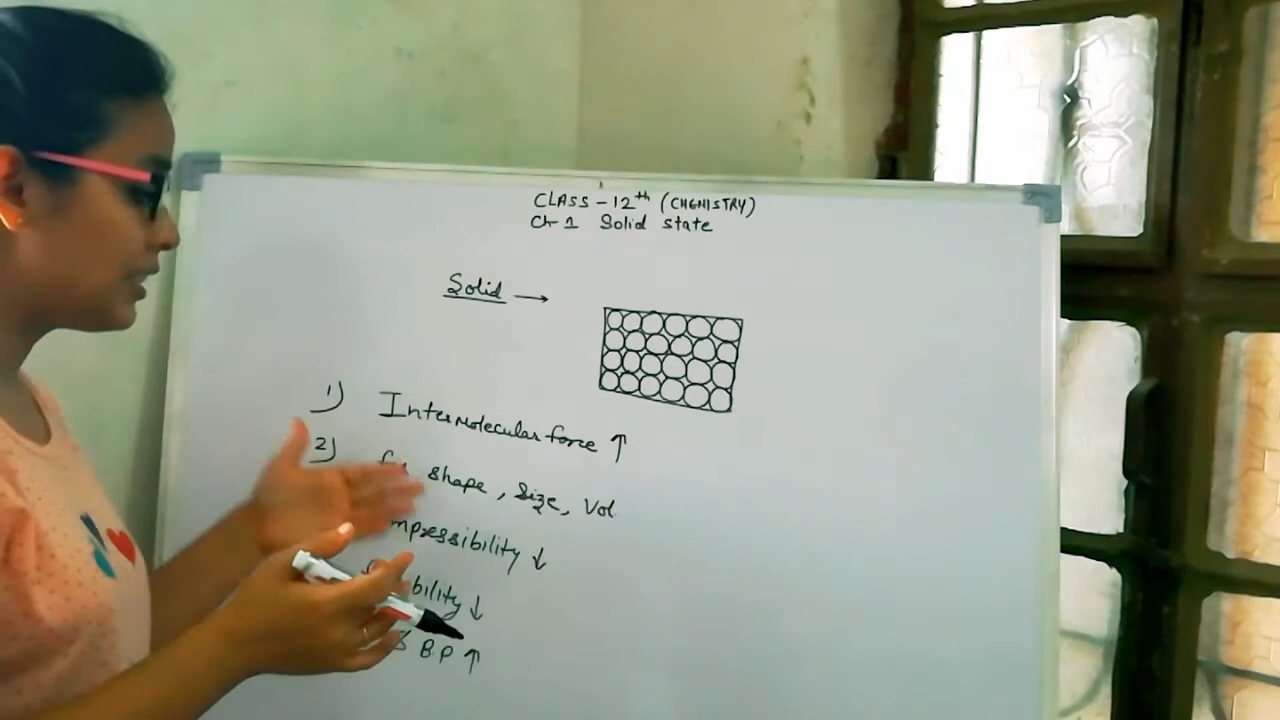 CLASS - 12th (CHEMISTRY)
Ch 1 Solid state
Solid →
1) Intermolecular force ↑
2) shape, Size, Vol
mpressibility ↓
bility ↓
& B.P ↑